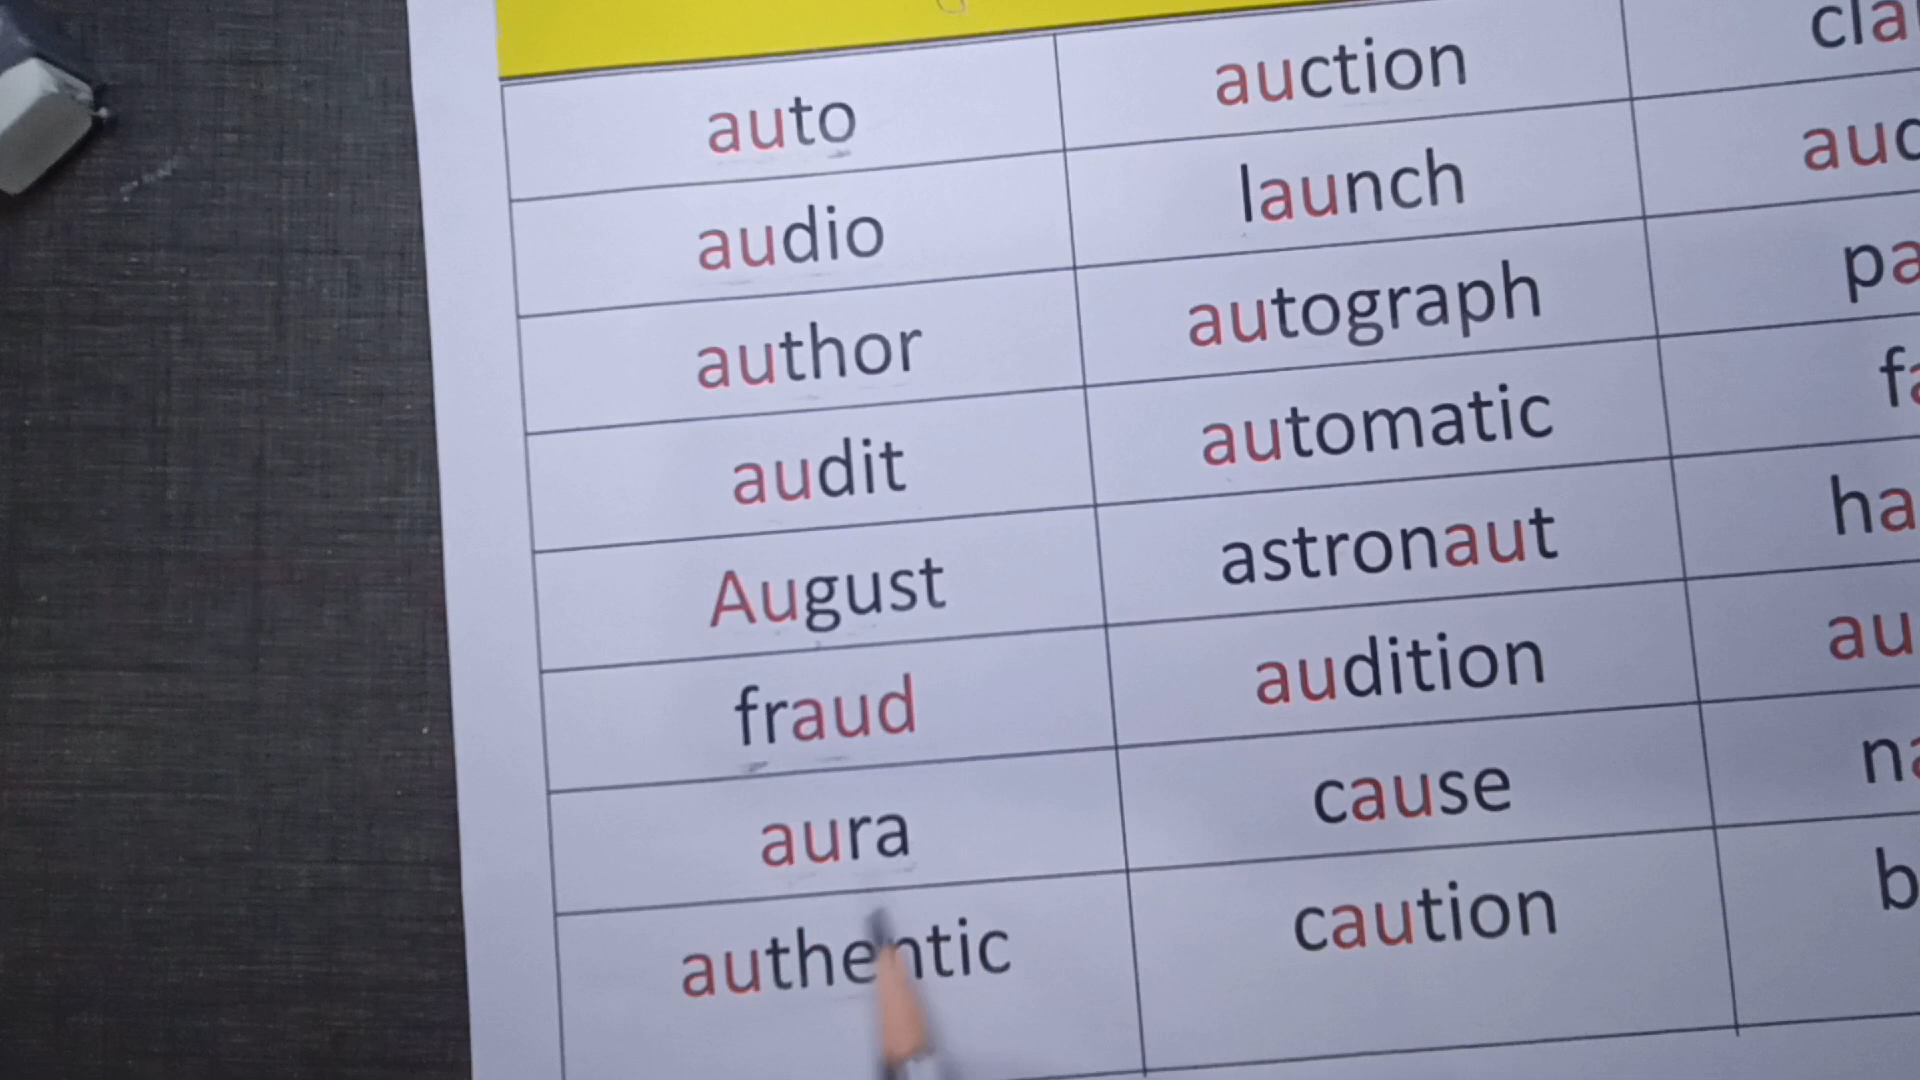 auto auction
audio launch
author autograph
audit automatic
August astronaut
fraud audition
aura cause
authentic caution